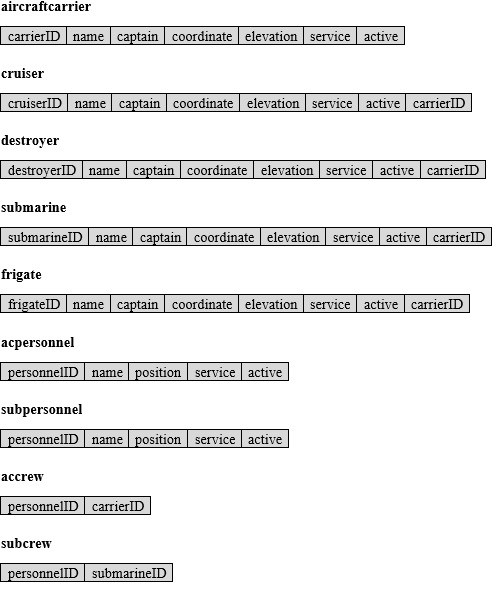 aircraftcarrier
carrierID name captain coordinate elevation service active
cruiser
cruiserID name captain coordinate elevation service active carrierID
destroyer
destroyerID name captain coordinate elevation service active carrierID
submarine
submarineID name captain coordinate elevation service active carrierID
frigate
frigateID name captain coordinate elevation service active carrierID
acpersonnel
personnelID name position service active
subpersonnel
personnelID name position service active
accrew
personnelID carrierID
subcrew
personnelID submarineID